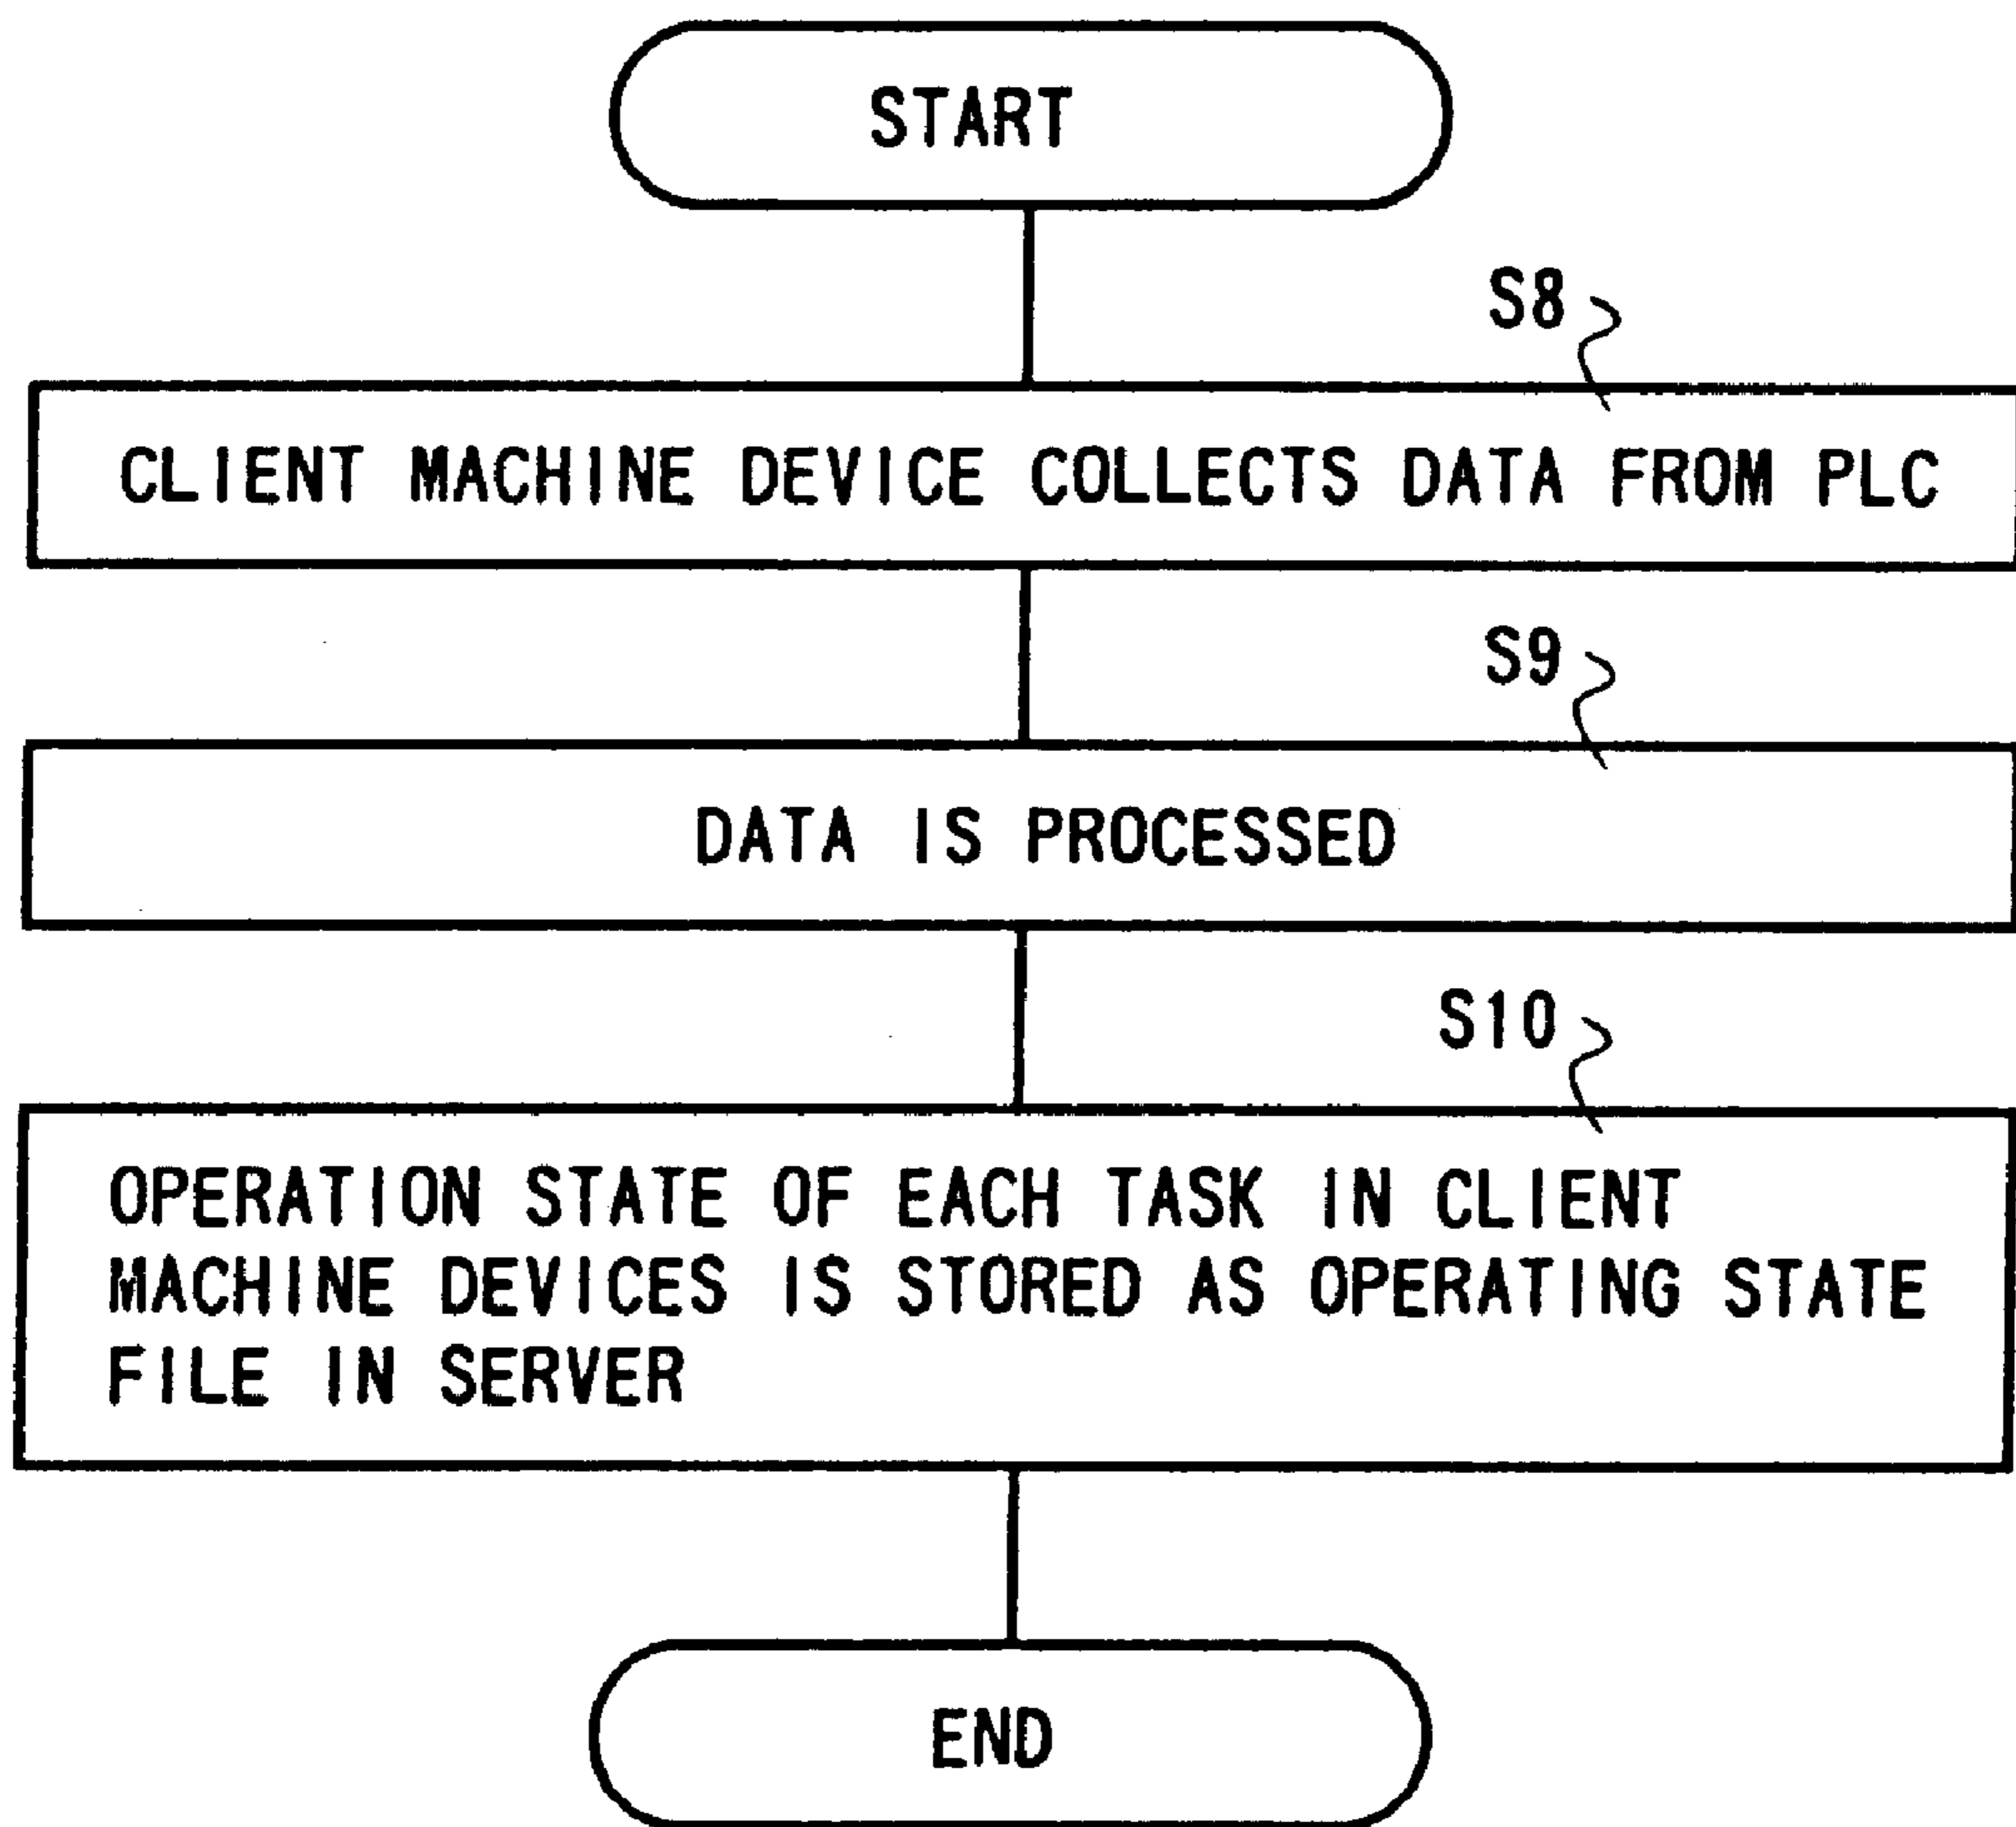 START
S8
CLIENT MACHINE DEVICE COLLECTS DATA FROM PLC
S9
DATA IS PROCESSED
S10
OPERATION STATE OF EACH TASK IN CLIENT
MACHINE DEVICES IS STORED AS OPERATING STATE
FILE IN SERVER
END